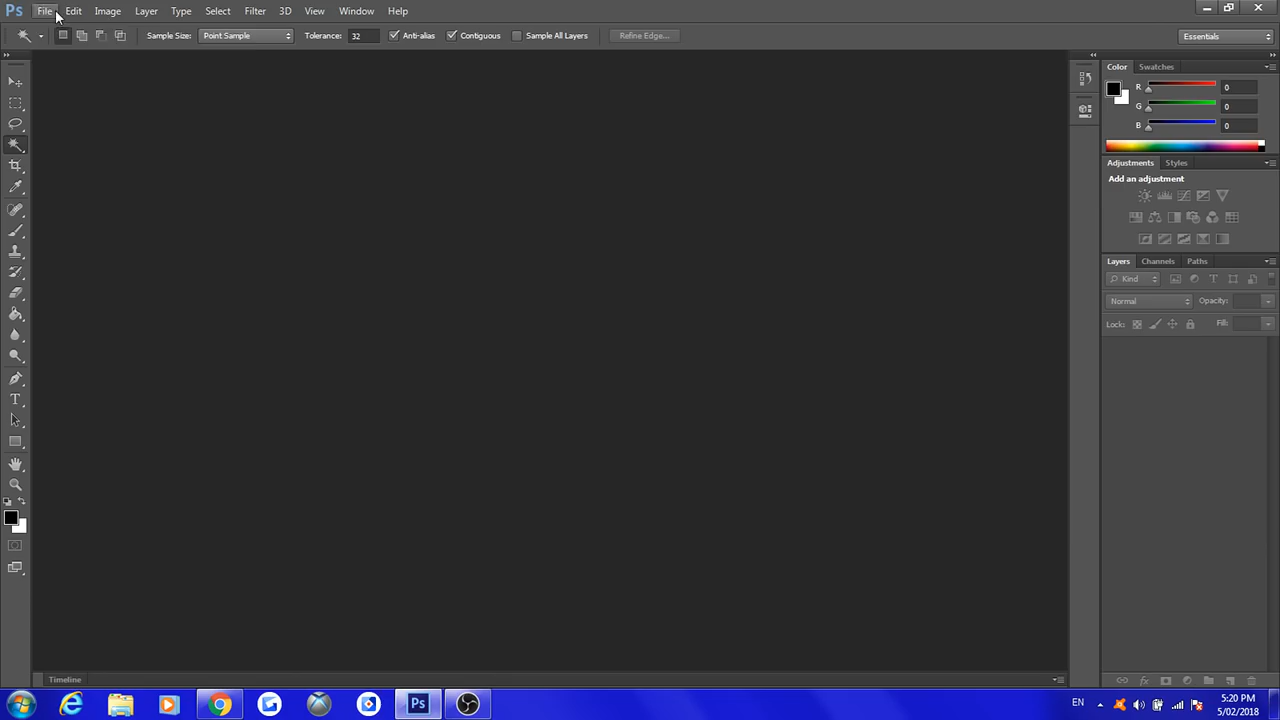 Ps File Edit Image Layer Type Select Filter 3D View Window Help
Sample Size: Point Sample Tolerance: 32 Anti-alias Contiguous Sample All Layers Refine Edge... Essentials
Color Swatches
R 0
G 0
B 0
Adjustments Styles
Add an adjustment
Layers Channels Paths
Kind
Normal Opacity:
Lock: Fill:
T
Timeline
Ps
EN 5:20 PM
5/02/2018